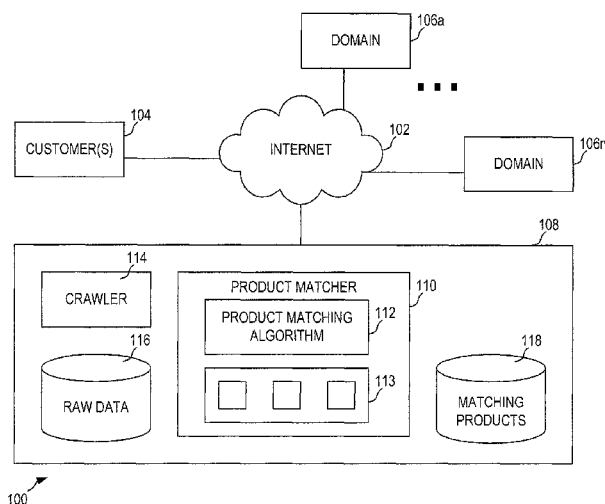 106a
DOMAIN
104
102
106n
CUSTOMER(S)
INTERNET
DOMAIN
108
114
PRODUCT MATCHER
110
CRAWLER
PRODUCT MATCHING
ALGORITHM
112
116
118
RAW DATA
113
MATCHING
PRODUCTS
100